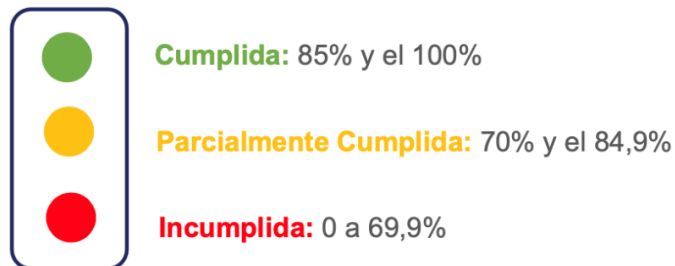 Cumplida: 85% y el 100%
Parcialmente Cumplida: 70% y el 84,9%
Incumplida: 0 a 69,9%